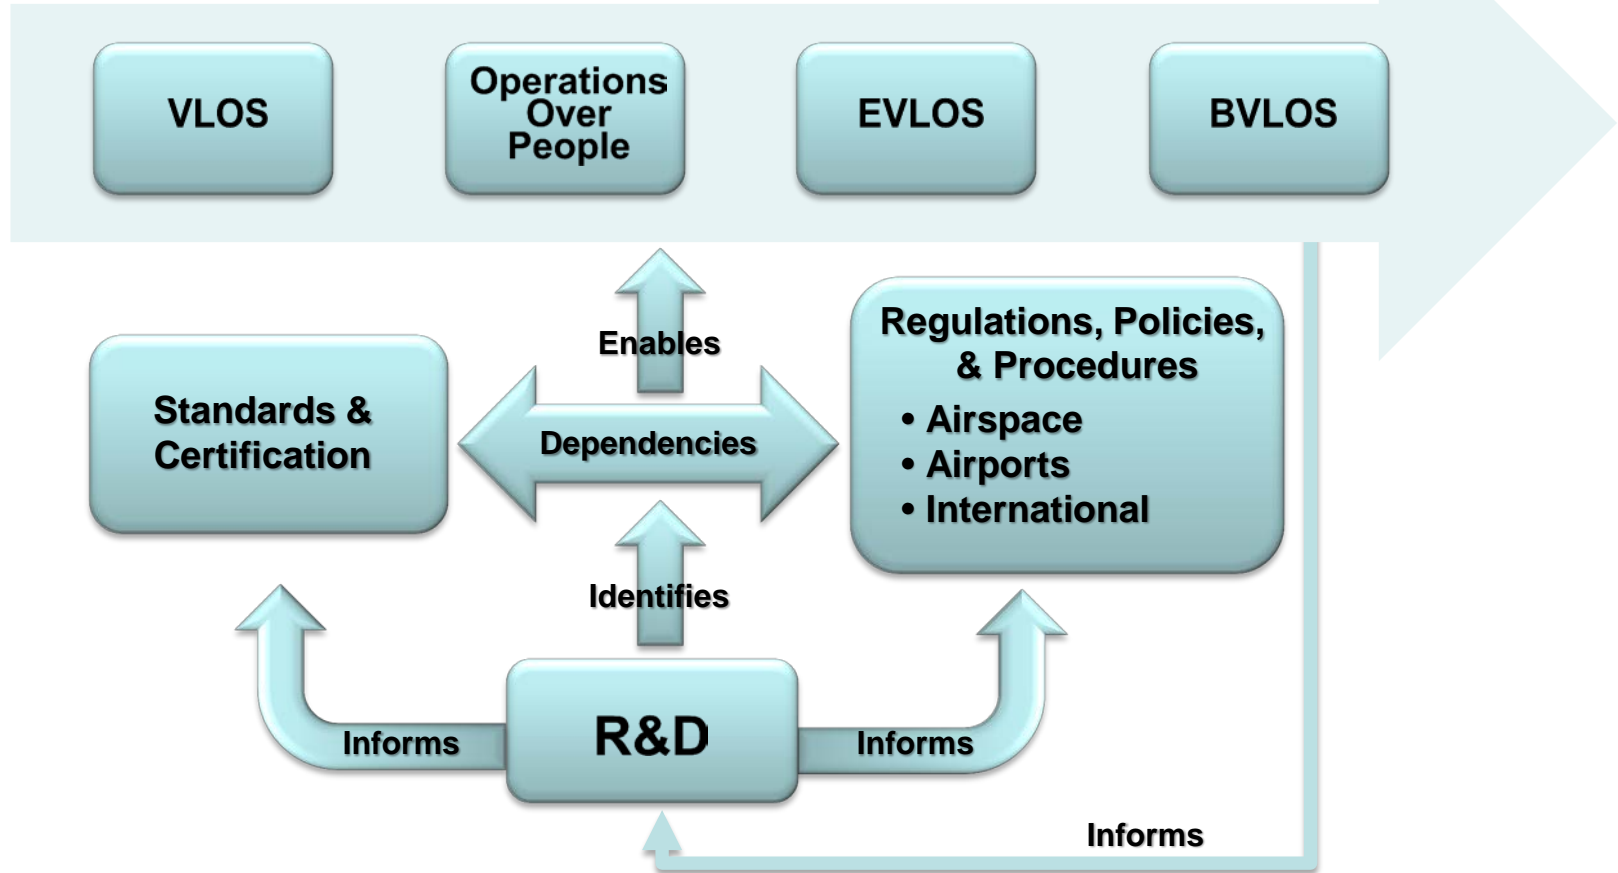 VLOS
Operations
Over
People
EVLOS
BVLOS
Enables
Regulations, Policies,
& Procedures
• Airspace
• Airports
• International
Standards &
Certification
Dependencies
Identifies
R&D
Informs
Informs
Informs